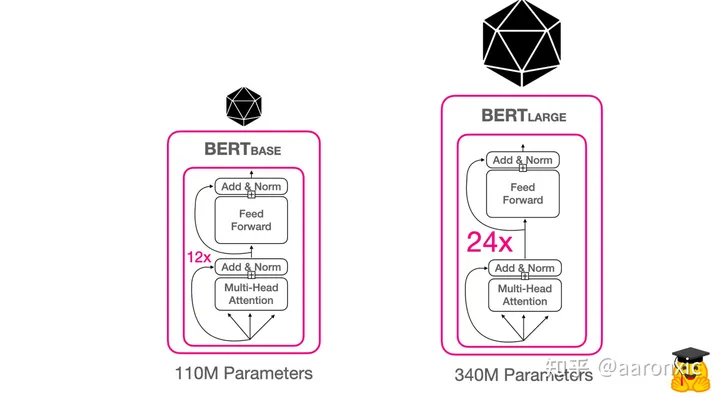 BERTBASE
Add & Norm
Feed
Forward
12x
Add & Norm
Multi-Head
Attention
110M Parameters
BERTLARGE
Add & Norm
Feed
Forward
24x
Add & Norm
Multi-Head
Attention
340M Parameters
知乎 @aaronxic